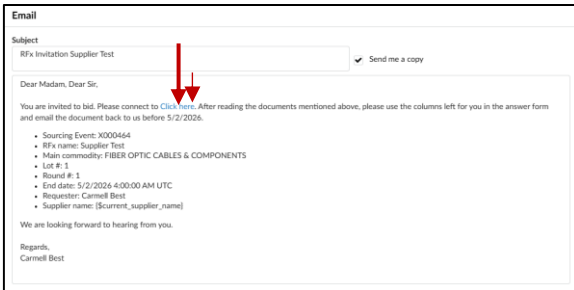 Email
Subject
RFx Invitation Supplier Test
Send me a copy
Dear Madam, Dear Sir,
You are invited to bid. Please connect to Click here. After reading the documents mentioned above, please use the columns left for you in the answer form
and email the document back to us before 5/2/2026.
• Sourcing Event: X000464
• RFx name: Supplier Test
• Main commodity: FIBER OPTIC CABLES & COMPONENTS
• Lot #: 1
• Round #: 1
• End date: 5/2/2026 4:00:00 AM UTC
• Requester: Carmell Best
• Supplier name: {$current_supplier_name}
We are looking forward to hearing from you.
Regards,
Carmell Best